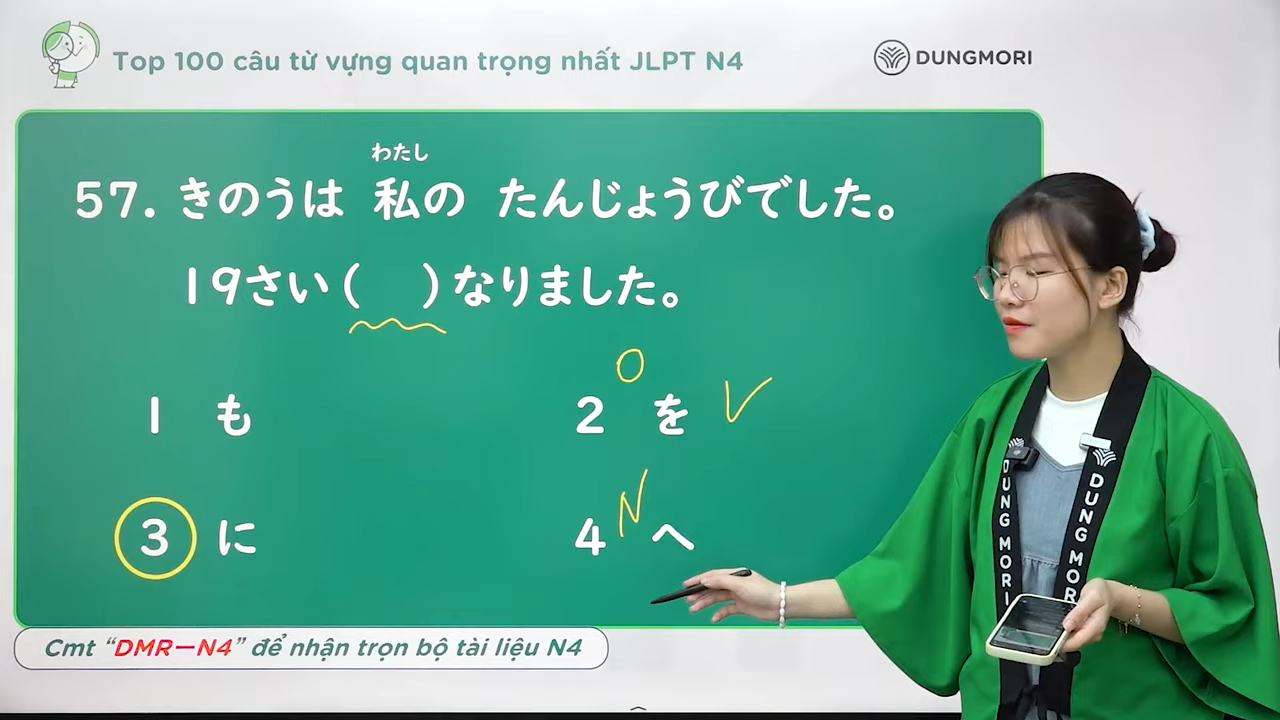 Top 100 câu từ vựng quan trọng nhất JLPT N4
DUNGMORI
わたし
57. きのうは 私の たんじょうびでした。
19さい( )なりました。
1 も
O
2 を V
3 に
N
4 へ
Cmt “DMR－N4” để nhận trọn bộ tài liệu N4
DUNG MORI
DUNG MOR